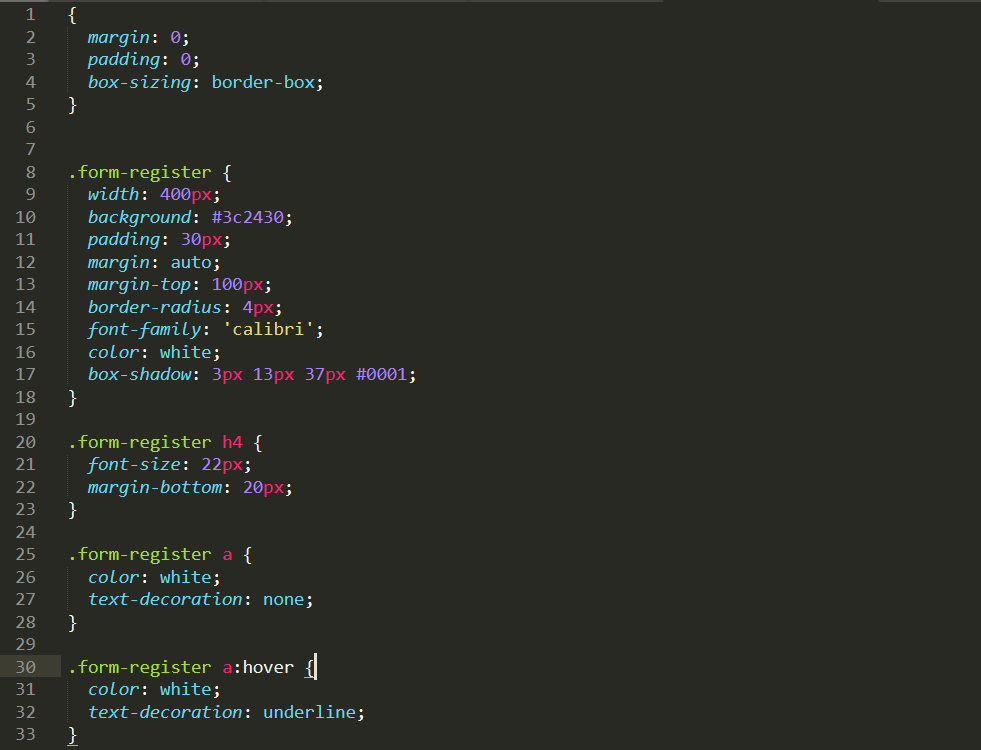 1 {
2 margin: 0;
3 padding: 0;
4 box-sizing: border-box;
5 }
6
7
8 .form-register {
9 width: 400px;
10 background: #3c2430;
11 padding: 30px;
12 margin: auto;
13 margin-top: 100px;
14 border-radius: 4px;
15 font-family: 'calibri';
16 color: white;
17 box-shadow: 3px 13px 37px #0001;
18 }
19
20 .form-register h4 {
21 font-size: 22px;
22 margin-bottom: 20px;
23 }
24
25 .form-register a {
26 color: white;
27 text-decoration: none;
28 }
29
30 .form-register a:hover {
31 color: white;
32 text-decoration: underline;
33 }